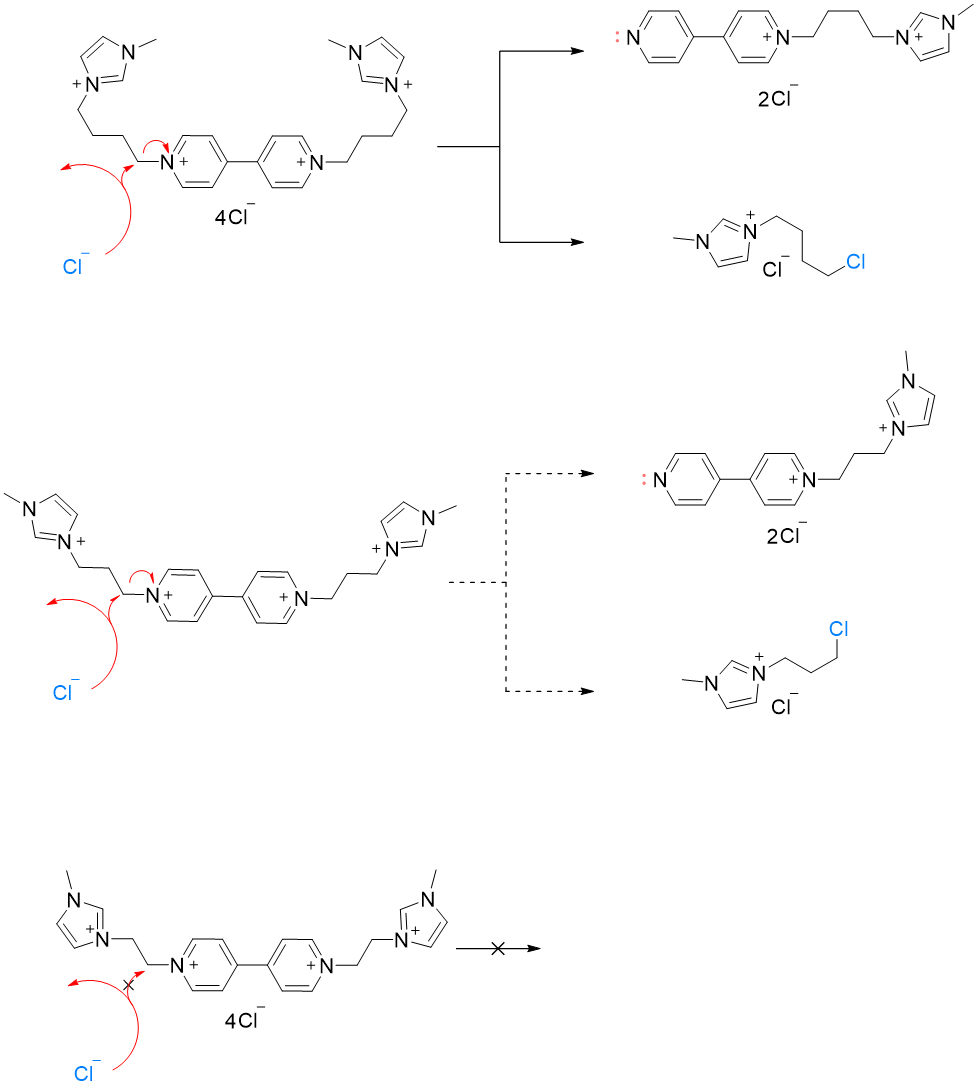 N N
N+ N+
N+ N+
4Cl−
Cl−
:N N+ N+ N
2Cl−
N N+
Cl− Cl
N N
N+ N+
N+ N+
Cl−
N
N+
:N N+
2Cl−
Cl
N N+
Cl−
N N
N+ N+
N+ N+
4Cl−
Cl−